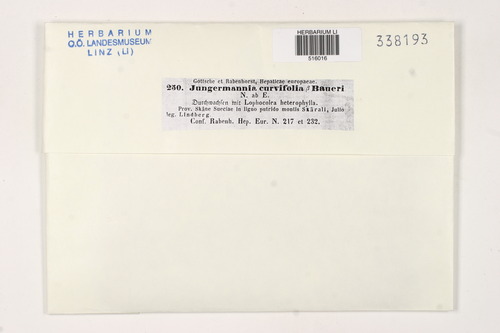 HERBARIUM
O.Ö. LANDESMUSEUM
LINZ (LI)
HERBARIUM LI
516016
338193
Gottsche et Rabenhorst, Hepaticae europaeae.
250. Jungermannia curvifolia β Baueri
N. ab E.
Durchwachsen mit Lophocolea heterophylla.
Prov. Skåne Sueciae in ligno putrido montis Skärali, Julio
leg. Lindberg
Conf. Rabenh. Hep. Eur. N. 217 et 232.